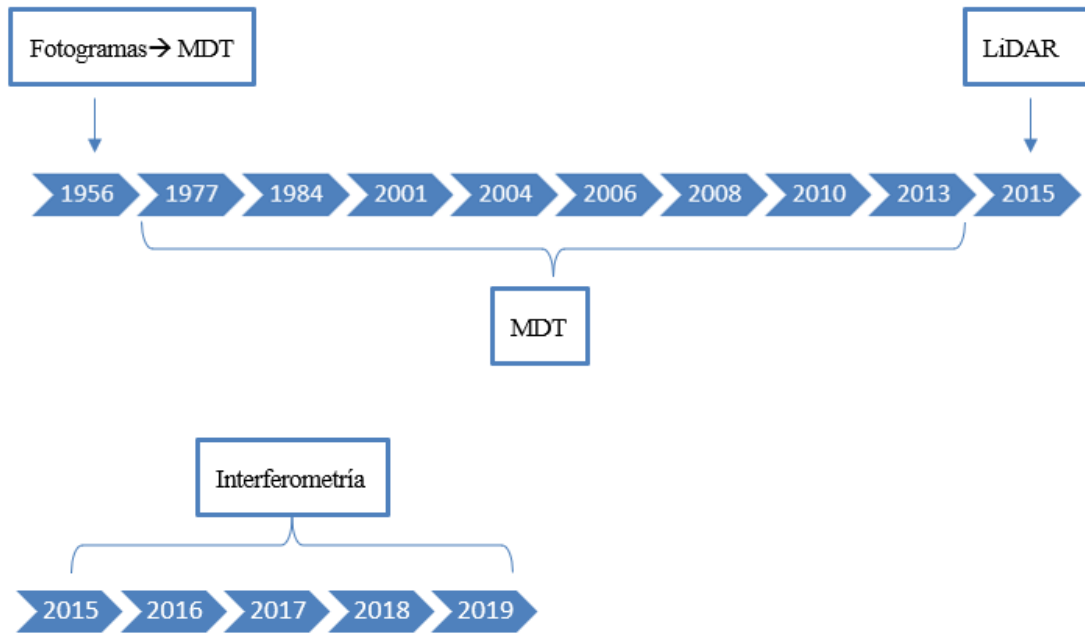 Fotogramas→ MDT
LiDAR
1956 1977 1984 2001 2004 2006 2008 2010 2013 2015
MDT
Interferometría
2015 2016 2017 2018 2019